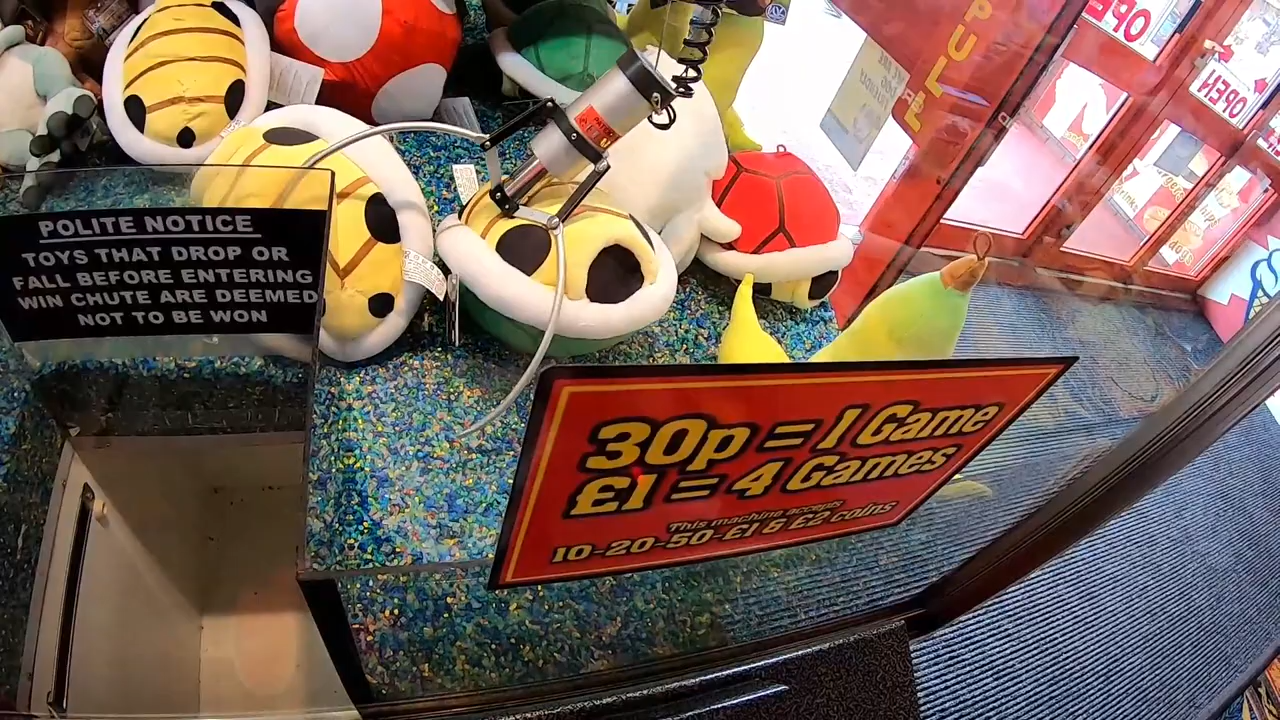 POLITE NOTICE
TOYS THAT DROP OR
FALL BEFORE ENTERING
WIN CHUTE ARE DEEMED
NOT TO BE WON
30p = 1 Game
£1 = 4 Games
This machine accepts
10-20-50-£1 & £2 coins
PULL
OPEN
OPEN